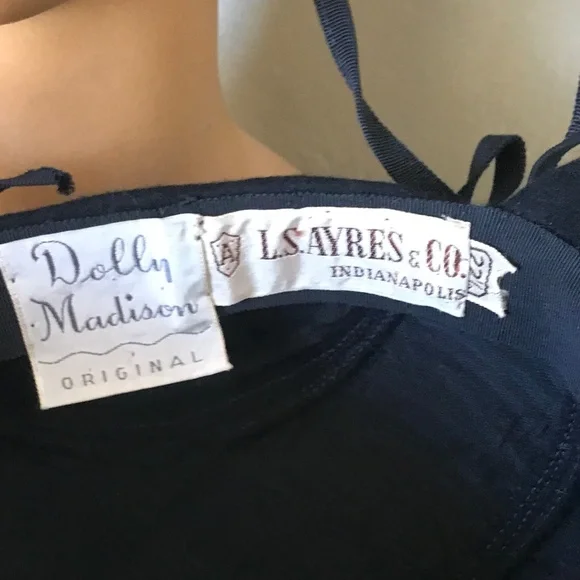 Dolly
Madison
ORIGINAL
A L.S. AYRES & CO.
INDIANAPOLIS